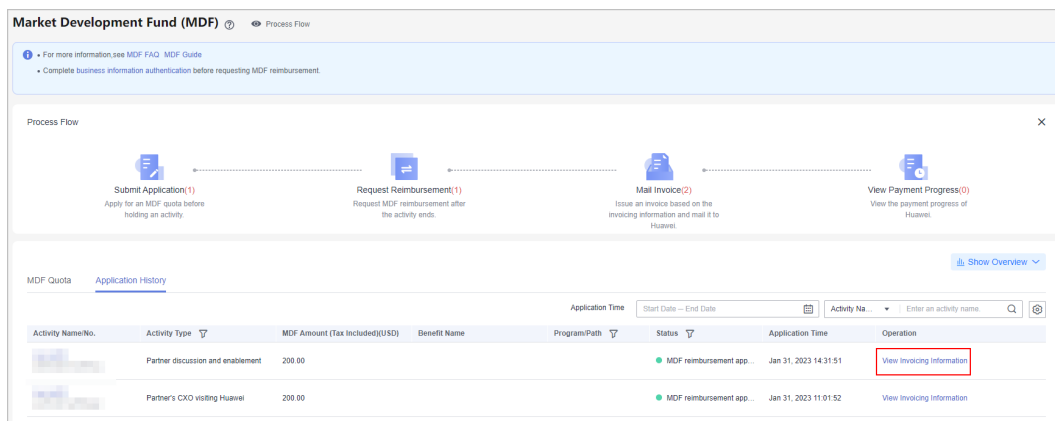 Market Development Fund (MDF) Process Flow
• For more information,see MDF FAQ MDF Guide
• Complete business information authentication before requesting MDF reimbursement.
Process Flow
Submit Application(1)
Apply for an MDF quota before
holding an activity.
Request Reimbursement(1)
Request MDF reimbursement after
the activity ends.
Mail Invoice(2)
Issue an invoice based on the
invoicing information and mail it to
Huawei.
View Payment Progress(0)
View the payment progress of
Huawei.
Show Overview
MDF Quota Application History
Application Time Start Date – End Date Activity Na... Enter an activity name.
Activity Name/No. Activity Type MDF Amount (Tax Included)(USD) Benefit Name Program/Path Status Application Time Operation
Partner discussion and enablement 200.00 MDF reimbursement app... Jan 31, 2023 14:31:51 View Invoicing Information
Partner's CXO visiting Huawei 200.00 MDF reimbursement app... Jan 31, 2023 11:01:52 View Invoicing Information